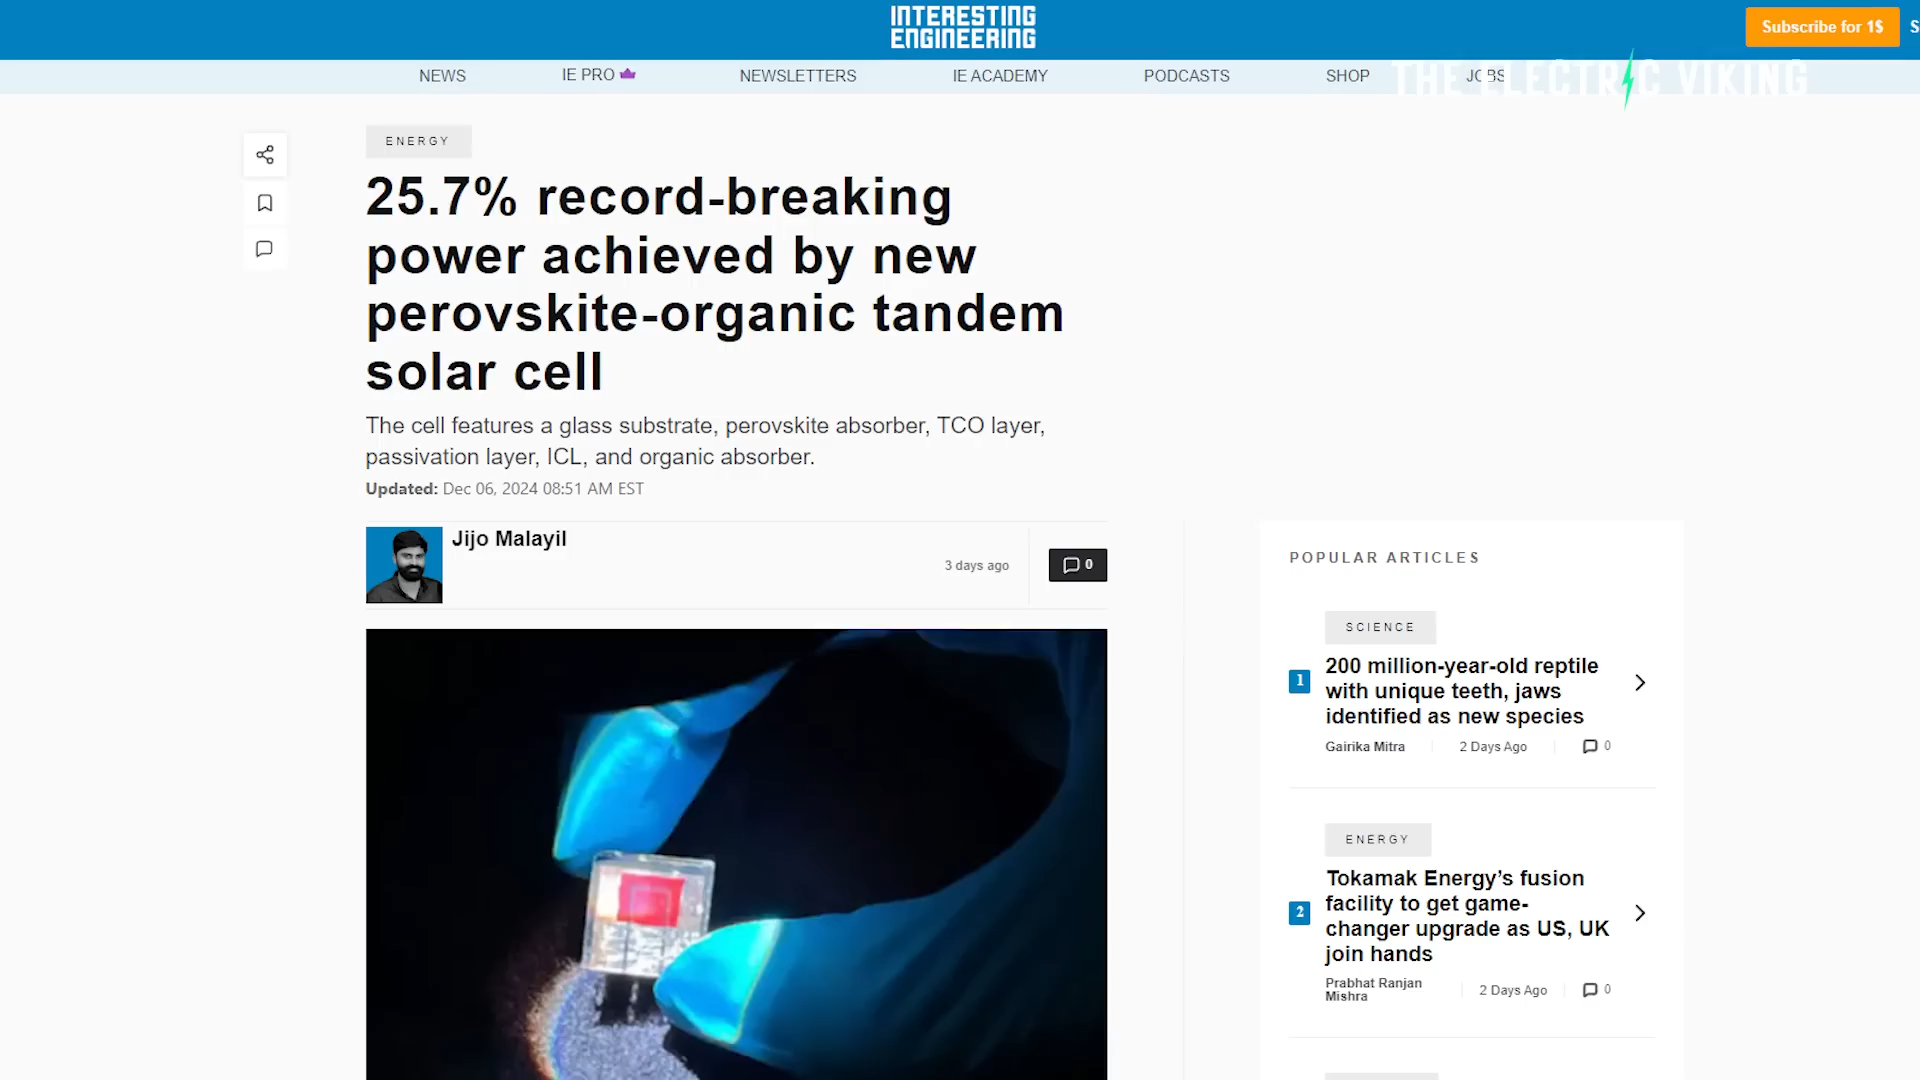 INTERESTING
ENGINEERING
Subscribe for 1$
S
NEWS
IE PRO
NEWSLETTERS
IE ACADEMY
PODCASTS
SHOP
JOBS
THE ELECTRIC VIKING
ENERGY
25.7% record-breaking
power achieved by new
perovskite-organic tandem
solar cell
The cell features a glass substrate, perovskite absorber, TCO layer,
passivation layer, ICL, and organic absorber.
Updated: Dec 06, 2024 08:51 AM EST
Jijo Malayil
3 days ago
0
POPULAR ARTICLES
SCIENCE
1
200 million-year-old reptile
with unique teeth, jaws
identified as new species
Gairika Mitra
2 Days Ago
0
ENERGY
2
Tokamak Energy’s fusion
facility to get game-
changer upgrade as US, UK
join hands
Prabhat Ranjan
Mishra
2 Days Ago
0